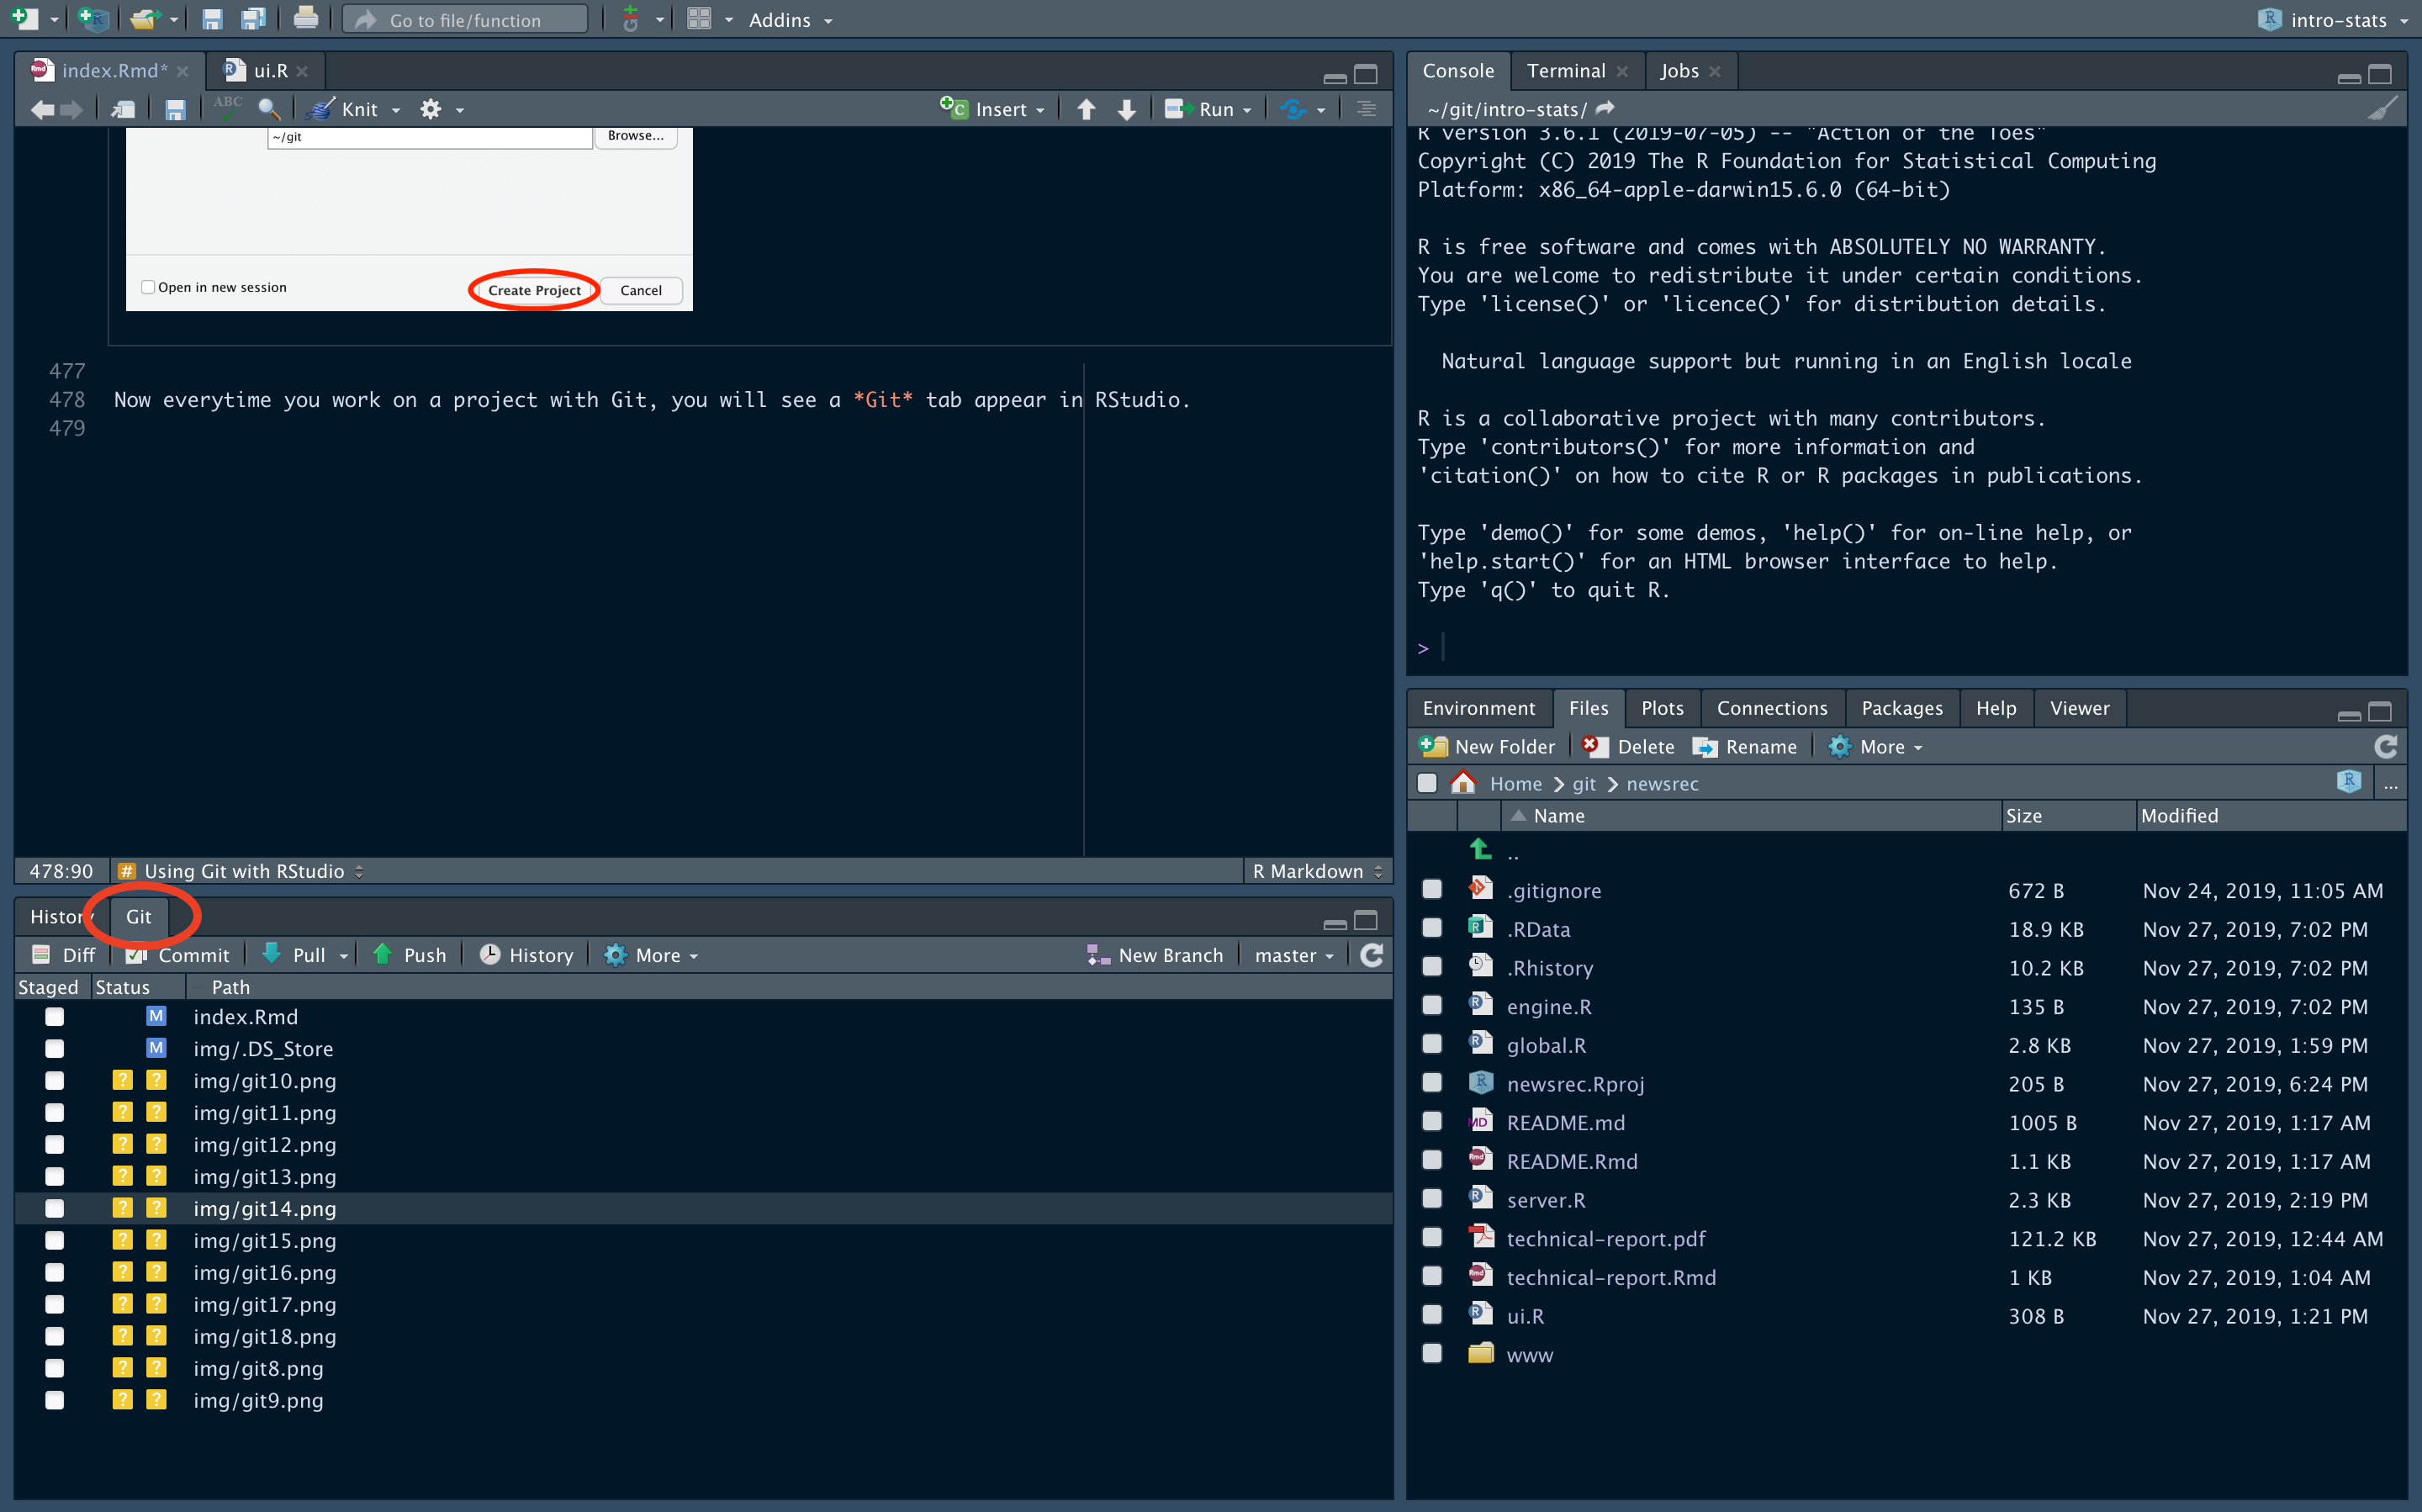 Go to file/function
Addins
intro-stats
index.Rmd*
ui.R
ABC
Knit
Insert
Run
~/git
Browse...
Open in new session
Create Project
Cancel
477
478 Now everytime you work on a project with Git, you will see a *Git* tab appear in RStudio.
479
478:90
# Using Git with RStudio
R Markdown
History
Git
Diff
Commit
Pull
Push
History
More
New Branch
master
Staged Status Path
M index.Rmd
M img/.DS_Store
? ? img/git10.png
? ? img/git11.png
? ? img/git12.png
? ? img/git13.png
? ? img/git14.png
? ? img/git15.png
? ? img/git16.png
? ? img/git17.png
? ? img/git18.png
? ? img/git8.png
? ? img/git9.png
Console
Terminal
Jobs
~/git/intro-stats/
R version 3.6.1 (2019-07-05) -- "Action of the Toes"
Copyright (C) 2019 The R Foundation for Statistical Computing
Platform: x86_64-apple-darwin15.6.0 (64-bit)
R is free software and comes with ABSOLUTELY NO WARRANTY.
You are welcome to redistribute it under certain conditions.
Type 'license()' or 'licence()' for distribution details.
Natural language support but running in an English locale
R is a collaborative project with many contributors.
Type 'contributors()' for more information and
'citation()' on how to cite R or R packages in publications.
Type 'demo()' for some demos, 'help()' for on-line help, or
'help.start()' for an HTML browser interface to help.
Type 'q()' to quit R.
>
Environment
Files
Plots
Connections
Packages
Help
Viewer
New Folder
Delete
Rename
More
Home > git > newsrec
...
Name Size Modified
..
.gitignore 672 B Nov 24, 2019, 11:05 AM
.RData 18.9 KB Nov 27, 2019, 7:02 PM
.Rhistory 10.2 KB Nov 27, 2019, 7:02 PM
engine.R 135 B Nov 27, 2019, 7:02 PM
global.R 2.8 KB Nov 27, 2019, 1:59 PM
newsrec.Rproj 205 B Nov 27, 2019, 6:24 PM
README.md 1005 B Nov 27, 2019, 1:17 AM
README.Rmd 1.1 KB Nov 27, 2019, 1:17 AM
server.R 2.3 KB Nov 27, 2019, 2:19 PM
technical-report.pdf 121.2 KB Nov 27, 2019, 12:44 AM
technical-report.Rmd 1 KB Nov 27, 2019, 1:04 AM
ui.R 308 B Nov 27, 2019, 1:21 PM
www